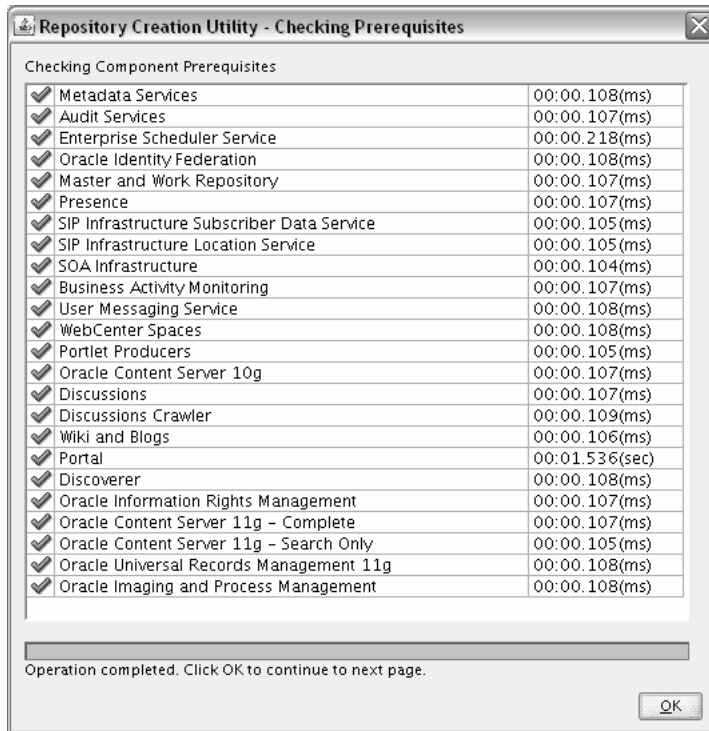 Repository Creation Utility - Checking Prerequisites
Checking Component Prerequisites
Metadata Services 00:00.108(ms)
Audit Services 00:00.107(ms)
Enterprise Scheduler Service 00:00.218(ms)
Oracle Identity Federation 00:00.108(ms)
Master and Work Repository 00:00.107(ms)
Presence 00:00.107(ms)
SIP Infrastructure Subscriber Data Service 00:00.105(ms)
SIP Infrastructure Location Service 00:00.105(ms)
SOA Infrastructure 00:00.104(ms)
Business Activity Monitoring 00:00.107(ms)
User Messaging Service 00:00.108(ms)
WebCenter Spaces 00:00.108(ms)
Portlet Producers 00:00.105(ms)
Oracle Content Server 10g 00:00.107(ms)
Discussions 00:00.107(ms)
Discussions Crawler 00:00.109(ms)
Wiki and Blogs 00:00.106(ms)
Portal 00:01.536(sec)
Discoverer 00:00.108(ms)
Oracle Information Rights Management 00:00.107(ms)
Oracle Content Server 11g - Complete 00:00.107(ms)
Oracle Content Server 11g - Search Only 00:00.105(ms)
Oracle Universal Records Management 11g 00:00.108(ms)
Oracle Imaging and Process Management 00:00.108(ms)
Operation completed. Click OK to continue to next page.
OK